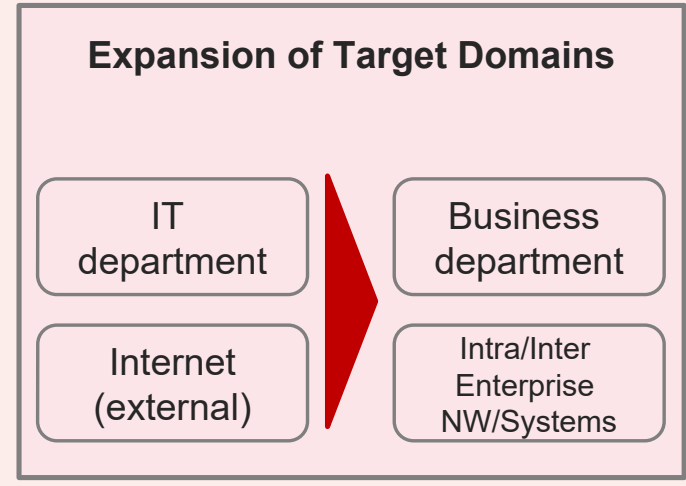 Expansion of Target Domains
IT
department
Business
department
Internet
(external)
Intra/Inter
Enterprise
NW/Systems